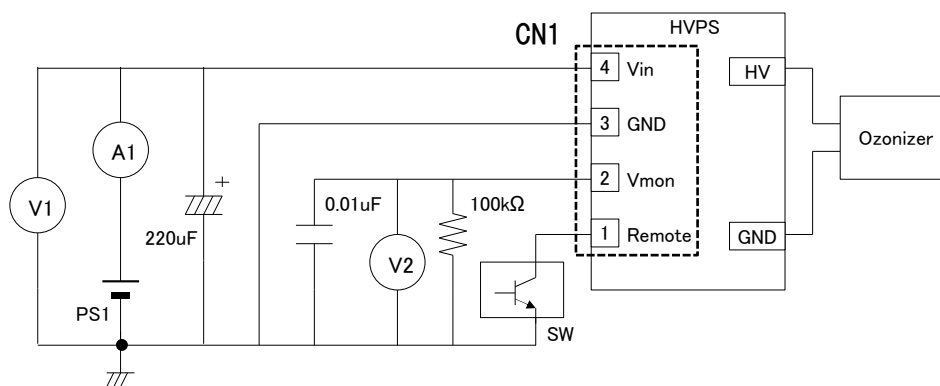 CN1
HVPS
4 Vin
HV
3 GND
A1
Ozonizer
2 Vmon
+
0.01uF
100kΩ
V1
1 Remote
GND
220uF
V2
PS1
SW